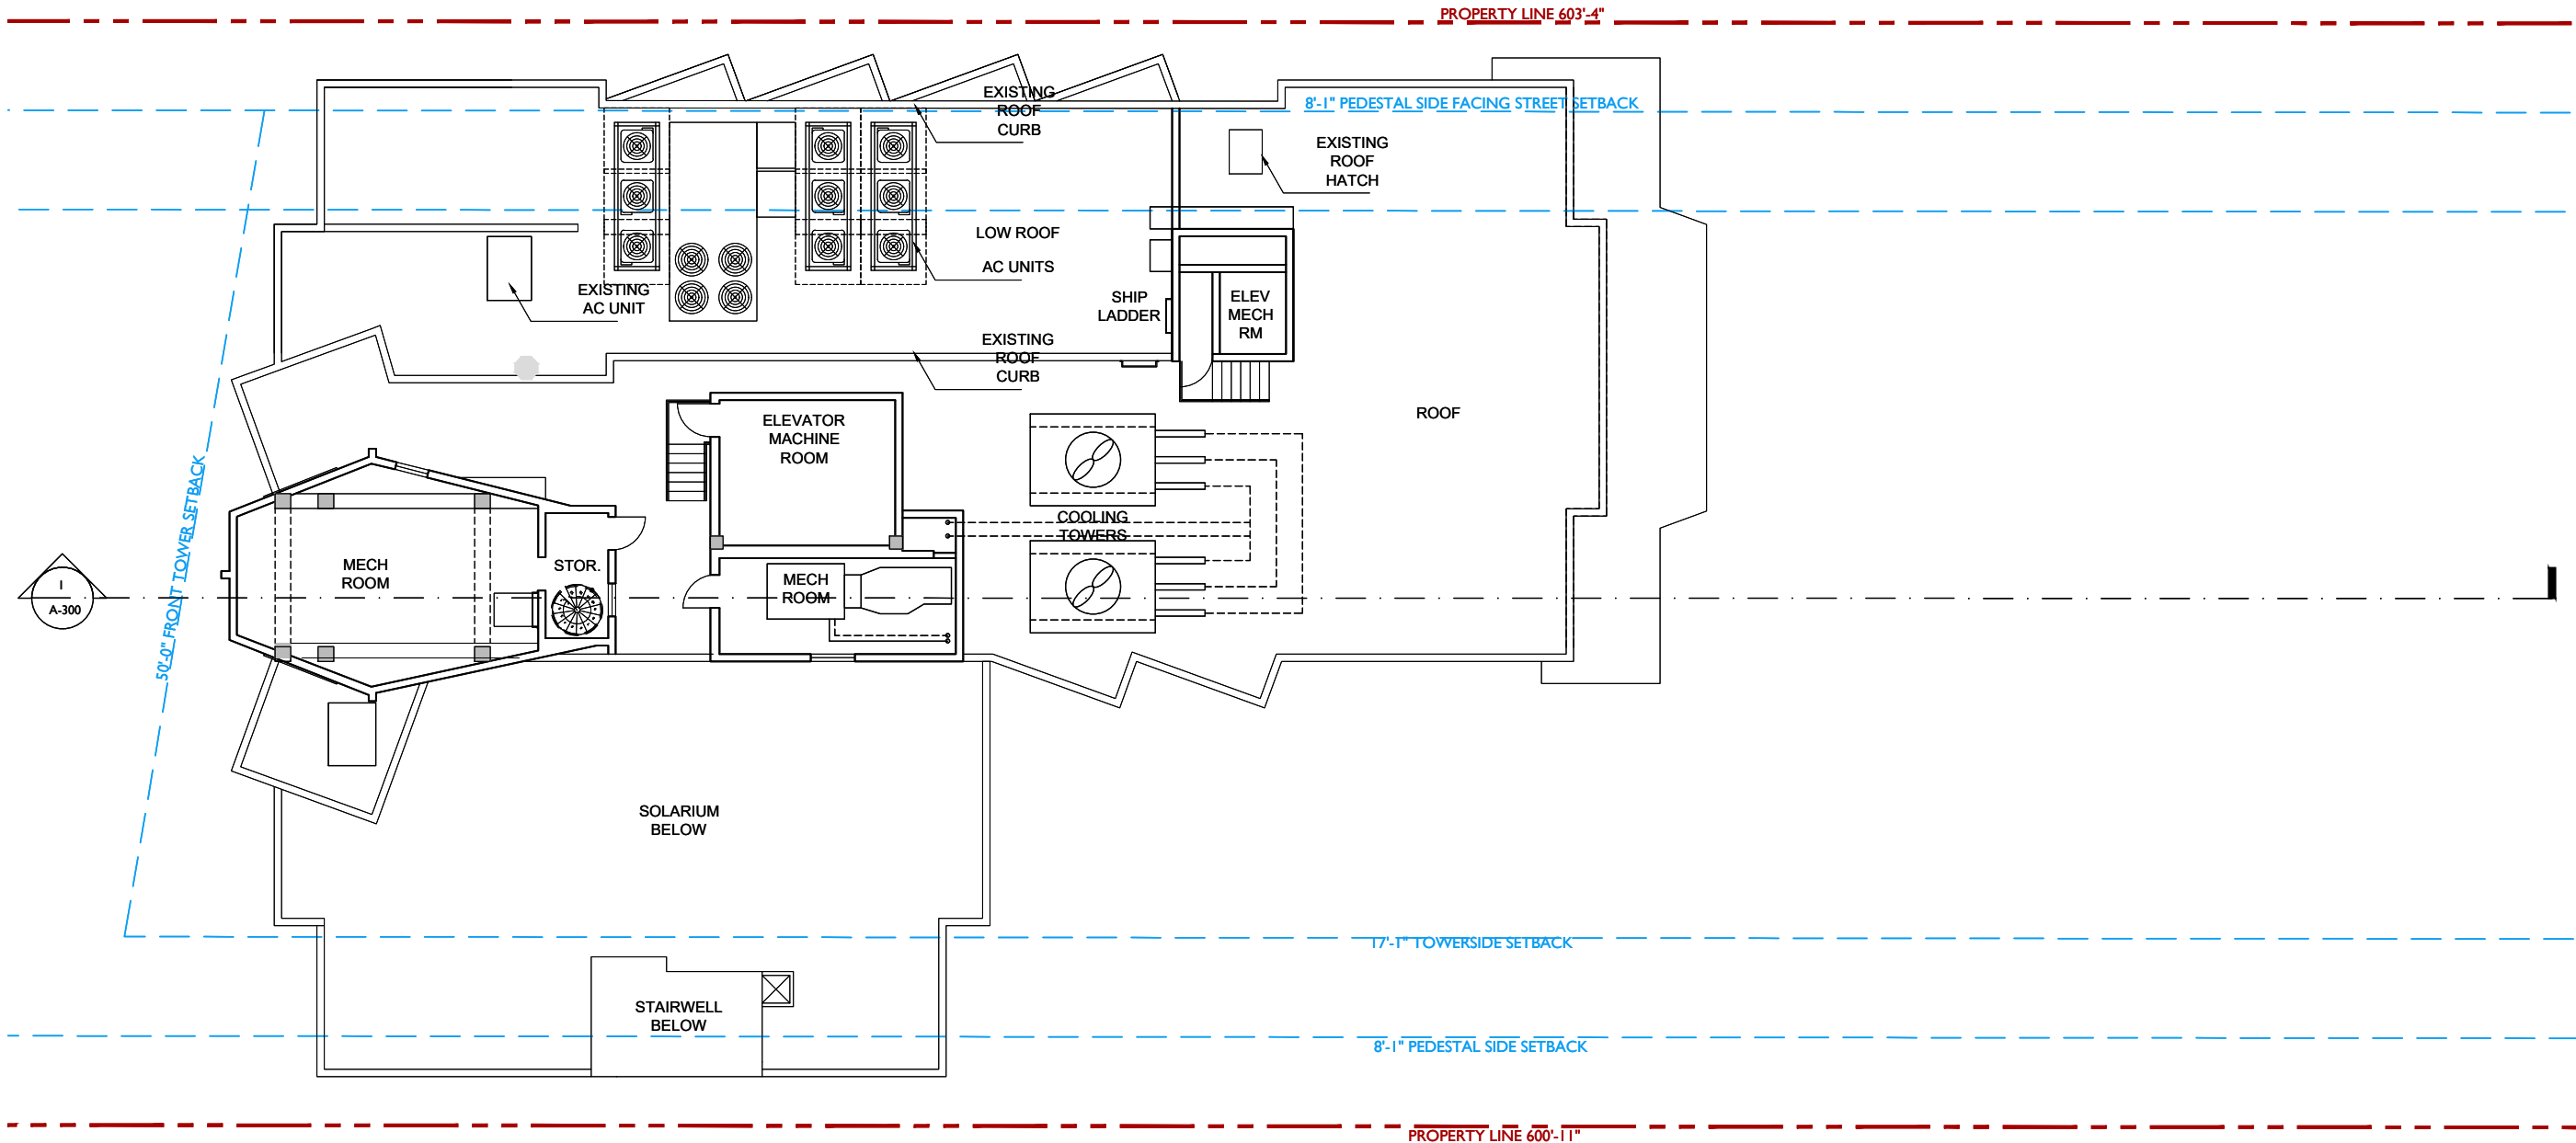 PROPERTY LINE 603'-4"
EXISTING
ROOF
CURB
8'-1" PEDESTAL SIDE FACING STREET SETBACK
EXISTING
ROOF
HATCH
LOW ROOF
AC UNITS
EXISTING
AC UNIT
SHIP
LADDER
ELEV
MECH
RM
EXISTING
ROOF
CURB
ROOF
ELEVATOR
MACHINE
ROOM
COOLING
TOWERS
50'-0" FRONT TOWER SETBACK
MECH
ROOM
STOR.
MECH
ROOM
1
A-300
SOLARIUM
BELOW
17'-1" TOWERSIDE SETBACK
STAIRWELL
BELOW
8'-1" PEDESTAL SIDE SETBACK
PROPERTY LINE 600'-11"